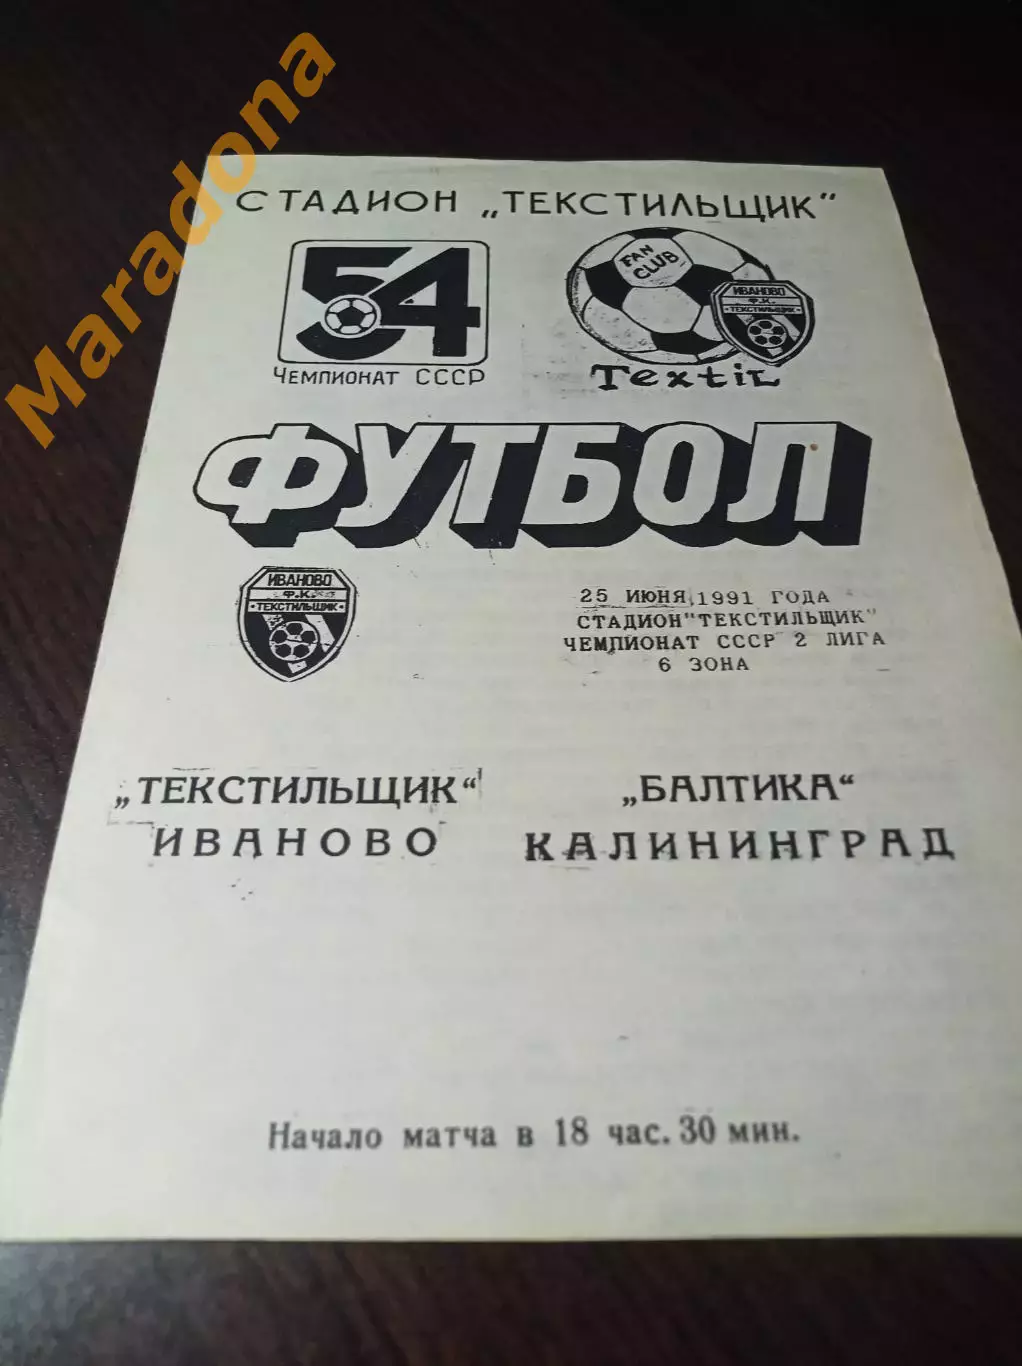 Maradona
СТАДИОН „ТЕКСТИЛЬЩИК"
54
ЧЕМПИОНАТ СССР
FAN CLUB
ИВАНОВО
Ф.К.
ТЕКСТИЛЬЩИК
Textil
ФУТБОЛ
ИВАНОВО
Ф.К.
ТЕКСТИЛЬЩИК
25 ИЮНЯ 1991 ГОДА
СТАДИОН"ТЕКСТИЛЬЩИК"
ЧЕМПИОНАТ СССР 2 ЛИГА
6 ЗОНА
„ТЕКСТИЛЬЩИК“
ИВАНОВО
„БАЛТИКА“
КАЛИНИНГРАД
Начало матча в 18 час. 30 мин.